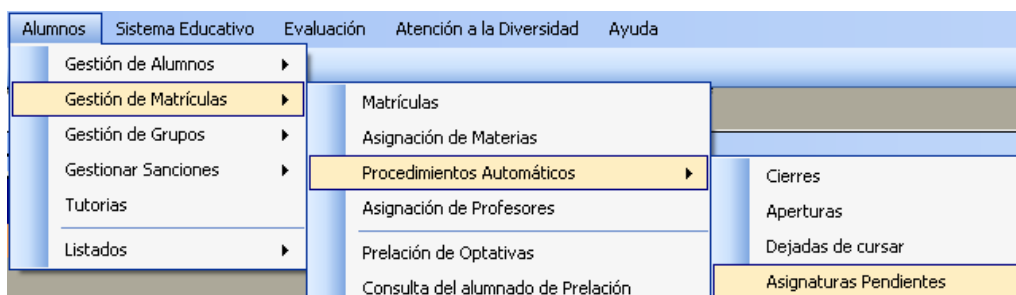 Alumnos Sistema Educativo Evaluación Atención a la Diversidad Ayuda
Gestión de Alumnos
Gestión de Matrículas
Gestión de Grupos
Gestionar Sanciones
Tutorias
Listados
Matrículas
Asignación de Materias
Procedimientos Automáticos
Asignación de Profesores
Prelación de Optativas
Consulta del alumnado de Prelación
Cierres
Aperturas
Dejadas de cursar
Asignaturas Pendientes